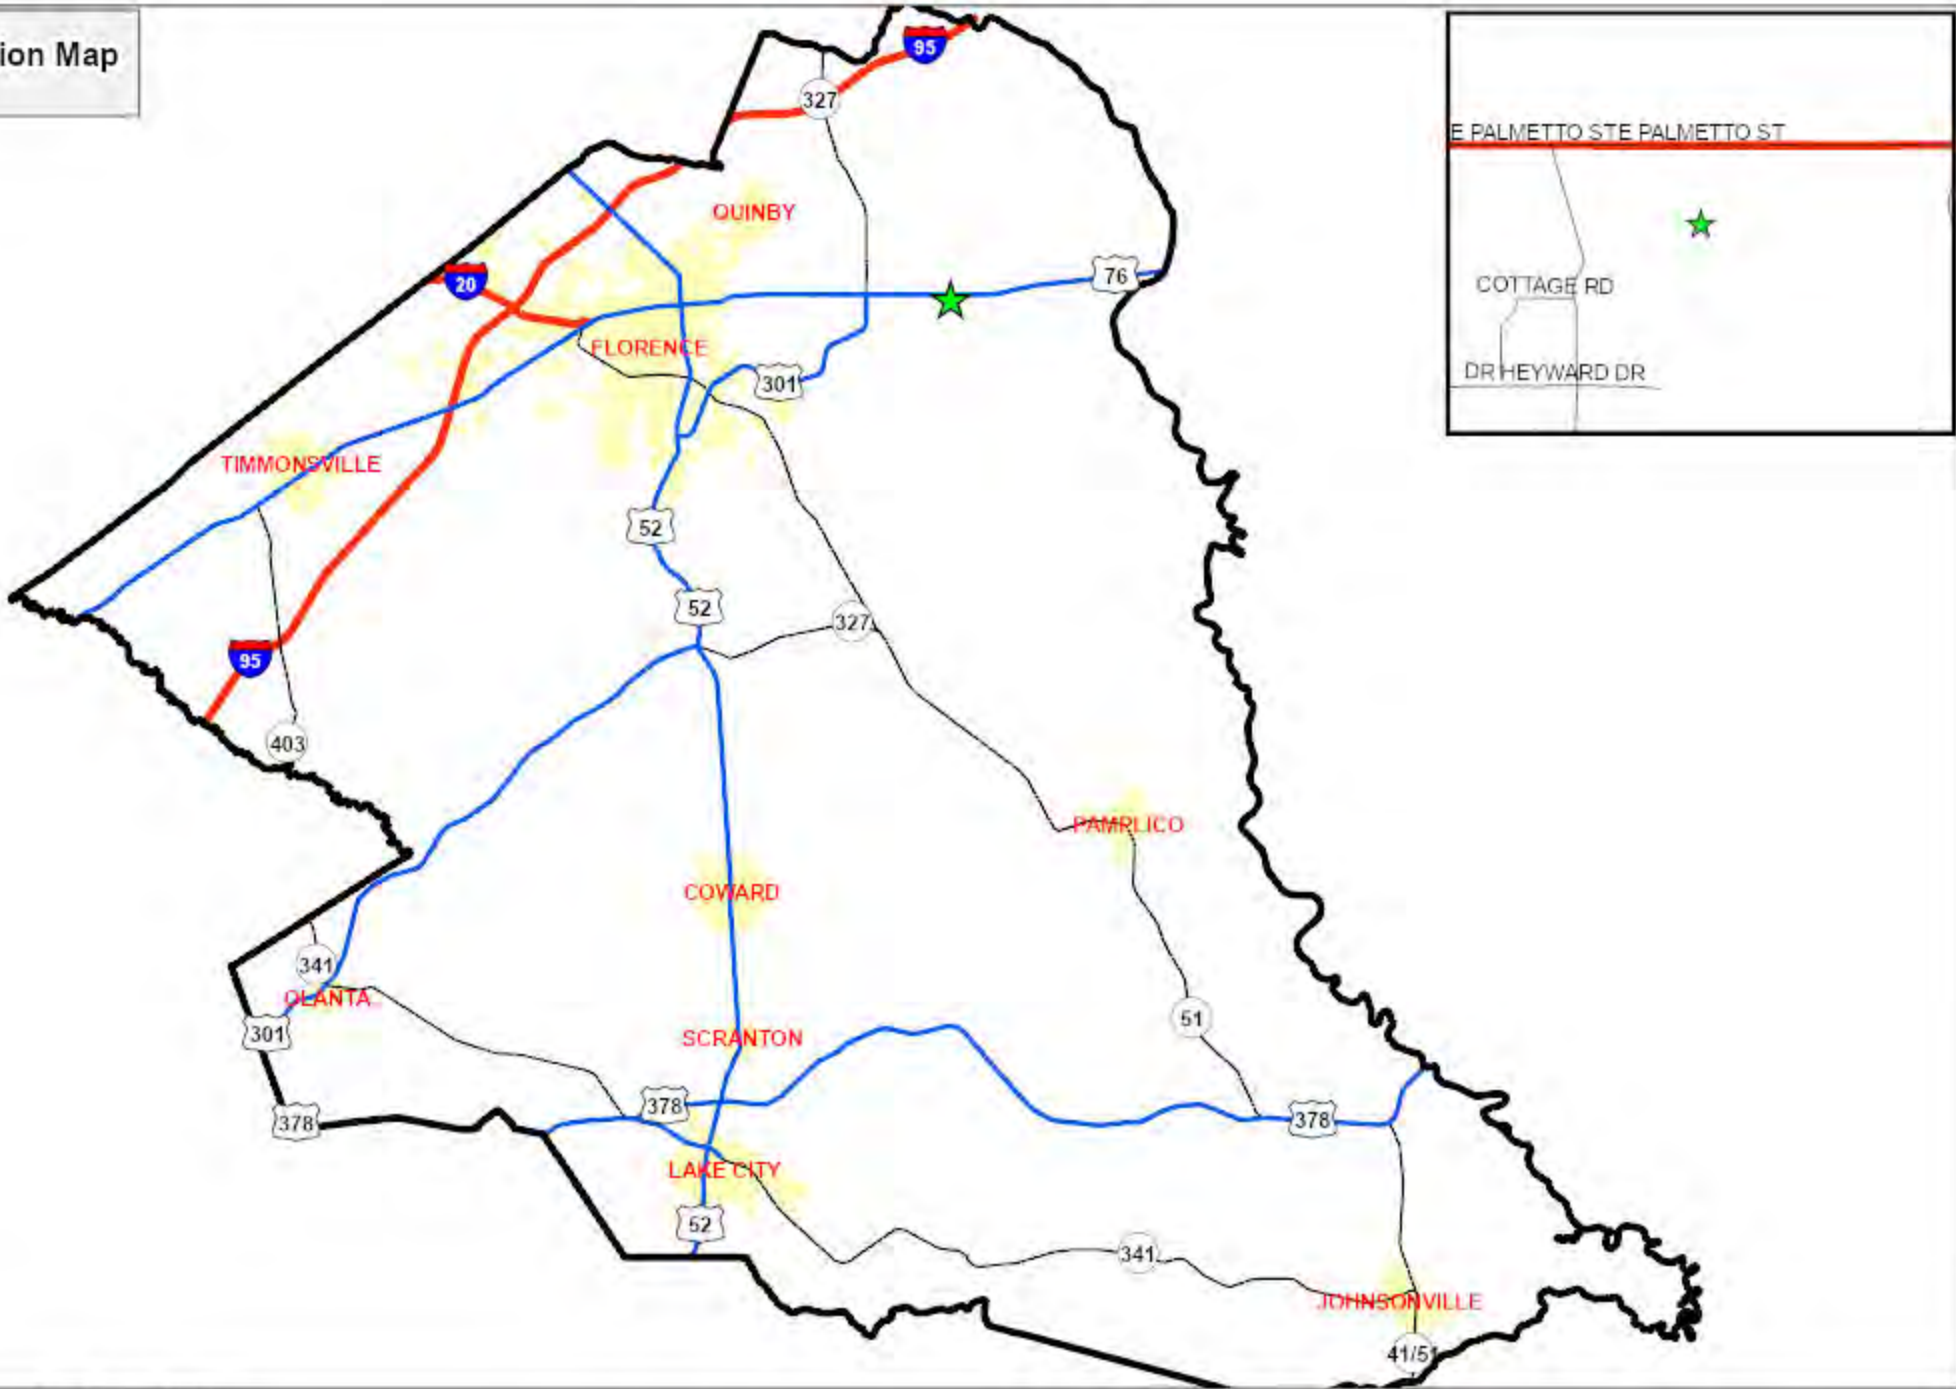 ion Map
95
327
E PALMETTO STE PALMETTO ST
QUINBY
76
20
COTTAGE RD
FLORENCE
301
DR HEYWARD DR
TIMMONSVILLE
52
52
327
95
403
PAMPLICO
COWARD
341
OLANTA
51
301
SCRANTON
378
378
378
LAKE CITY
52
341
JOHNSONVILLE
41/51